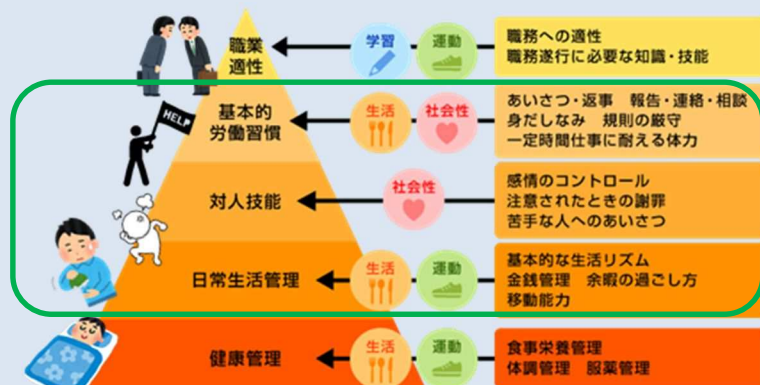 職業
適性
学習
運動
職務への適性
職務遂行に必要な知識・技能
HELP
基本的
労働習慣
生活
社会性
あいさつ・返事　報告・連絡・相談
身だしなみ　規則の厳守
一定時間仕事に耐える体力
対人技能
社会性
感情のコントロール
注意されたときの謝罪
苦手な人へのあいさつ
日常生活管理
生活
運動
基本的な生活リズム
金銭管理　余暇の過ごし方
移動能力
健康管理
生活
運動
食事栄養管理
体調管理　服薬管理